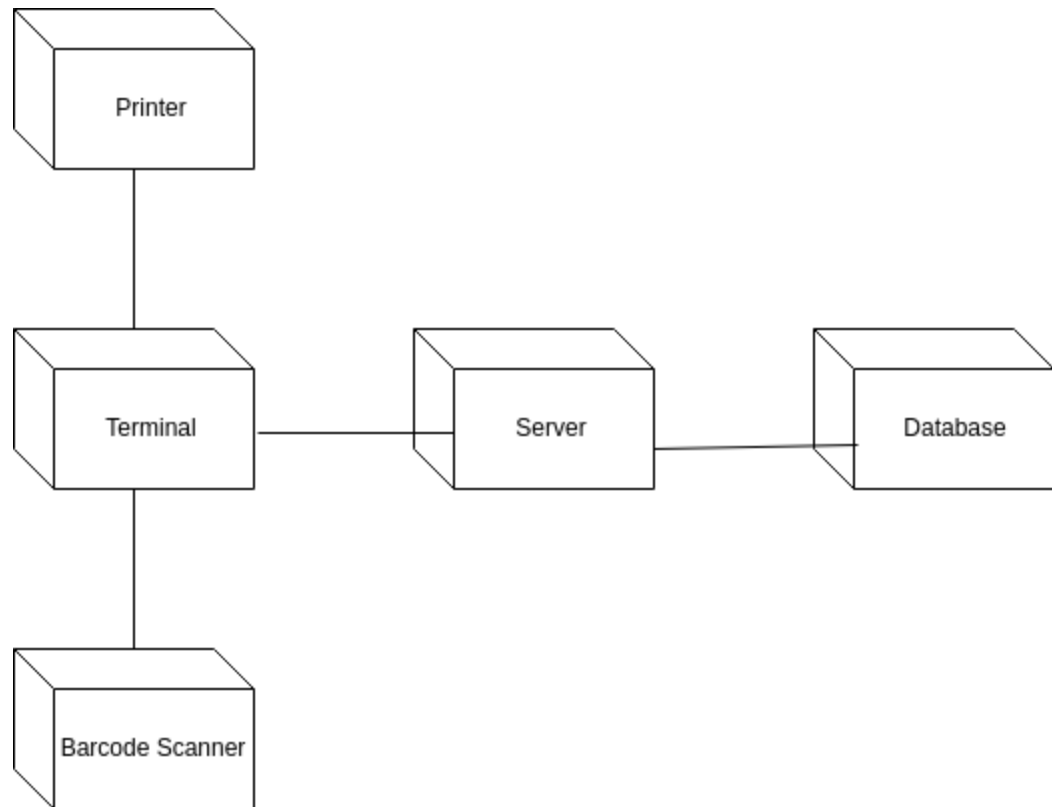 Printer
Terminal
Server
Database
Barcode Scanner